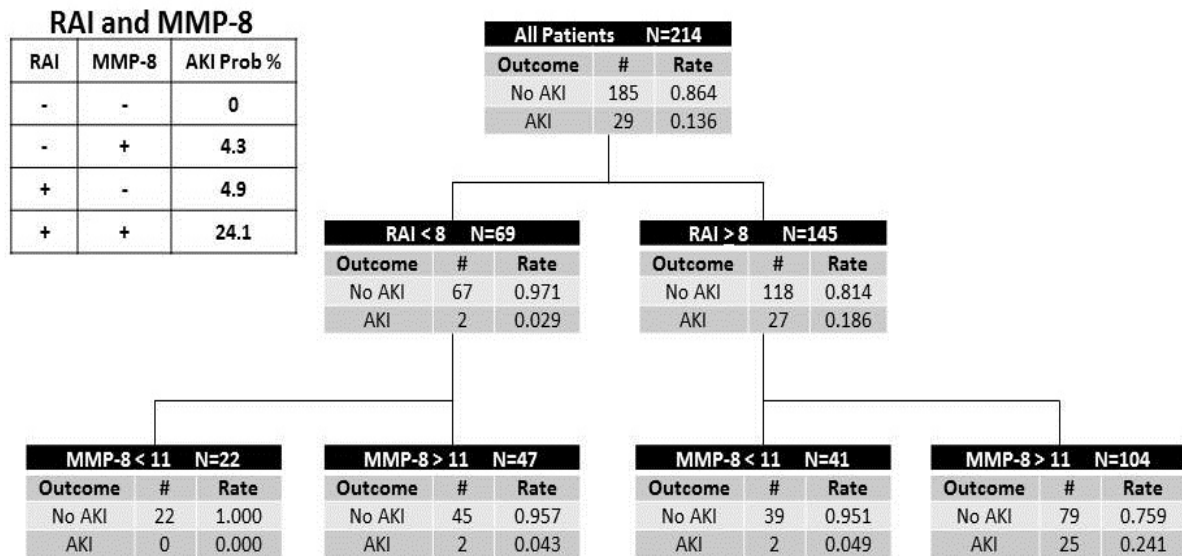 RAI and MMP-8
RAI MMP-8 AKI Prob %
- - 0
- + 4.3
+ - 4.9
+ + 24.1
All Patients N=214
Outcome # Rate
No AKI 185 0.864
AKI 29 0.136
RAI < 8 N=69
Outcome # Rate
No AKI 67 0.971
AKI 2 0.029
RAI > 8 N=145
Outcome # Rate
No AKI 118 0.814
AKI 27 0.186
MMP-8 < 11 N=22
Outcome # Rate
No AKI 22 1.000
AKI 0 0.000
MMP-8 > 11 N=47
Outcome # Rate
No AKI 45 0.957
AKI 2 0.043
MMP-8 < 11 N=41
Outcome # Rate
No AKI 39 0.951
AKI 2 0.049
MMP-8 > 11 N=104
Outcome # Rate
No AKI 79 0.759
AKI 25 0.241